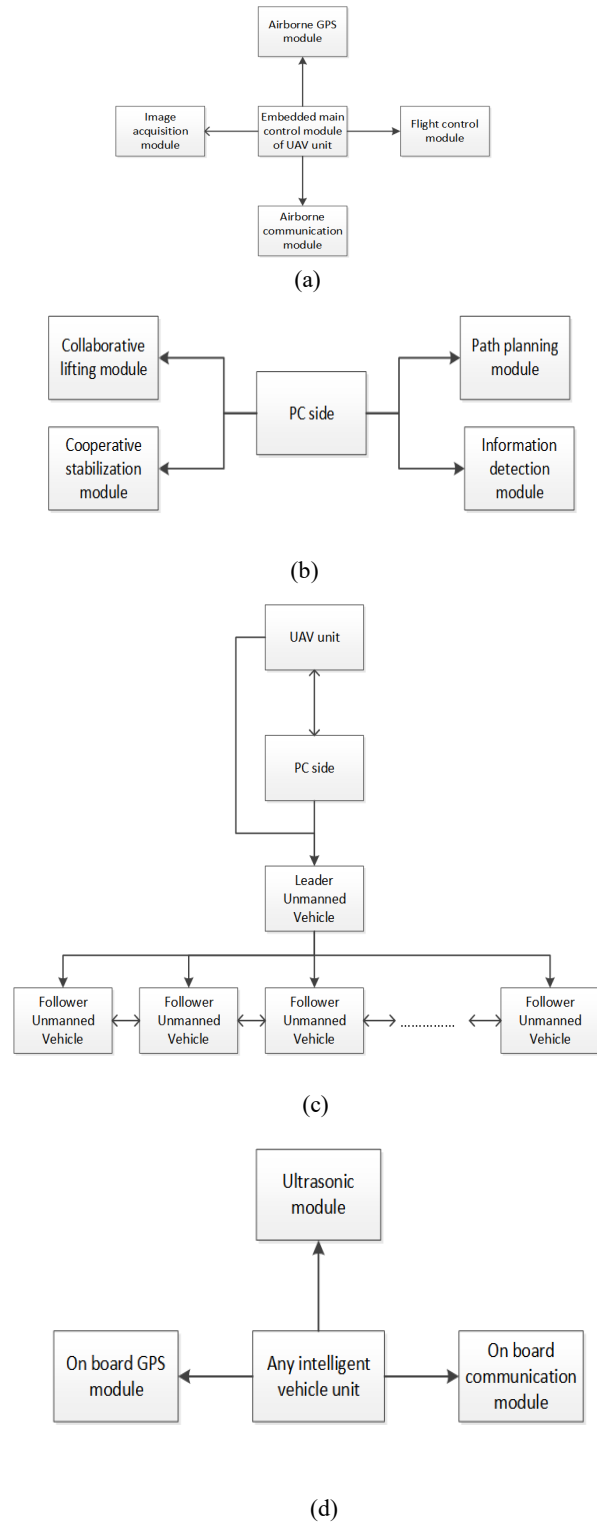 Airborne GPS
module
Image
acquisition
module
Embedded main
control module
of UAV unit
Flight control
module
Airborne
communication
module
(a)
Collaborative
lifting module
Path planning
module
PC side
Cooperative
stabilization
module
Information
detection
module
(b)
UAV unit
PC side
Leader
Unmanned
Vehicle
Follower
Unmanned
Vehicle
Follower
Unmanned
Vehicle
Follower
Unmanned
Vehicle
……………
Follower
Unmanned
Vehicle
(c)
Ultrasonic
module
On board GPS
module
Any intelligent
vehicle unit
On board
communication
module
(d)